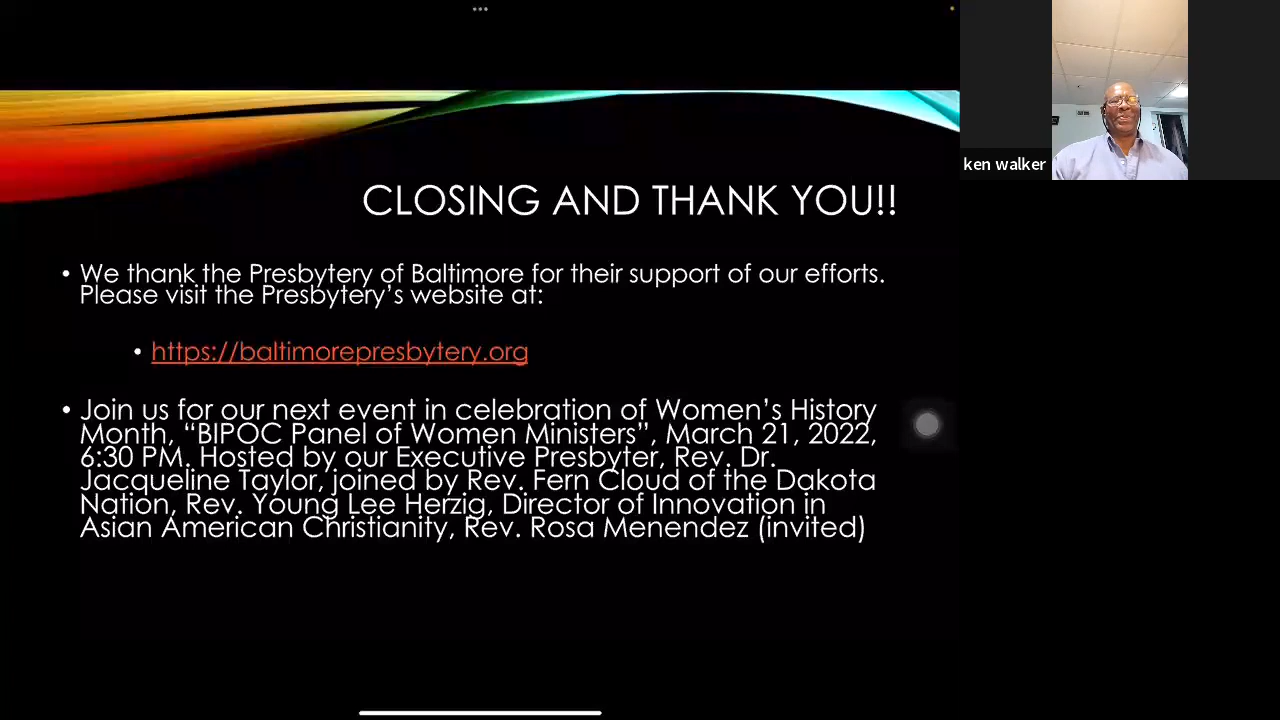 ken walker
CLOSING AND THANK YOU!!
• We thank the Presbytery of Baltimore for their support of our efforts.
Please visit the Presbytery’s website at:
• https://baltimorepresbytery.org
• Join us for our next event in celebration of Women’s History
Month, “BIPOC Panel of Women Ministers”, March 21, 2022,
6:30 PM. Hosted by our Executive Presbyter, Rev. Dr.
Jacqueline Taylor, joined by Rev. Fern Cloud of the Dakota
Nation, Rev. Young Lee Herzig, Director of Innovation in
Asian American Christianity, Rev. Rosa Menendez (invited)